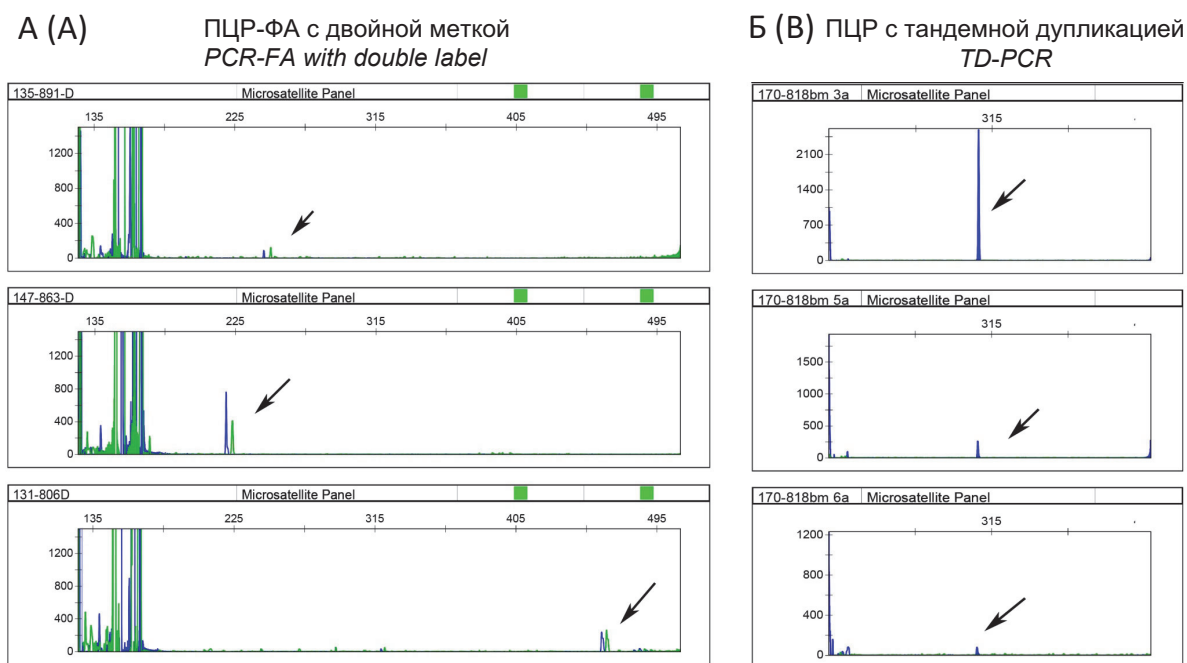 А (A)
ПЦР-ФА с двойной меткой
PCR-FA with double label
135-891-D Microsatellite Panel
135 225 315 405 495
1200
800
400
0
147-863-D Microsatellite Panel
135 225 315 405 495
1200
800
400
0
131-806D Microsatellite Panel
135 225 315 405 495
1200
800
400
0
Б (B)
ПЦР с тандемной дупликацией
TD-PCR
170-818bm 3a Microsatellite Panel
315
2100
1400
700
0
170-818bm 5a Microsatellite Panel
315
1500
1000
500
0
170-818bm 6a Microsatellite Panel
315
1200
800
400
0